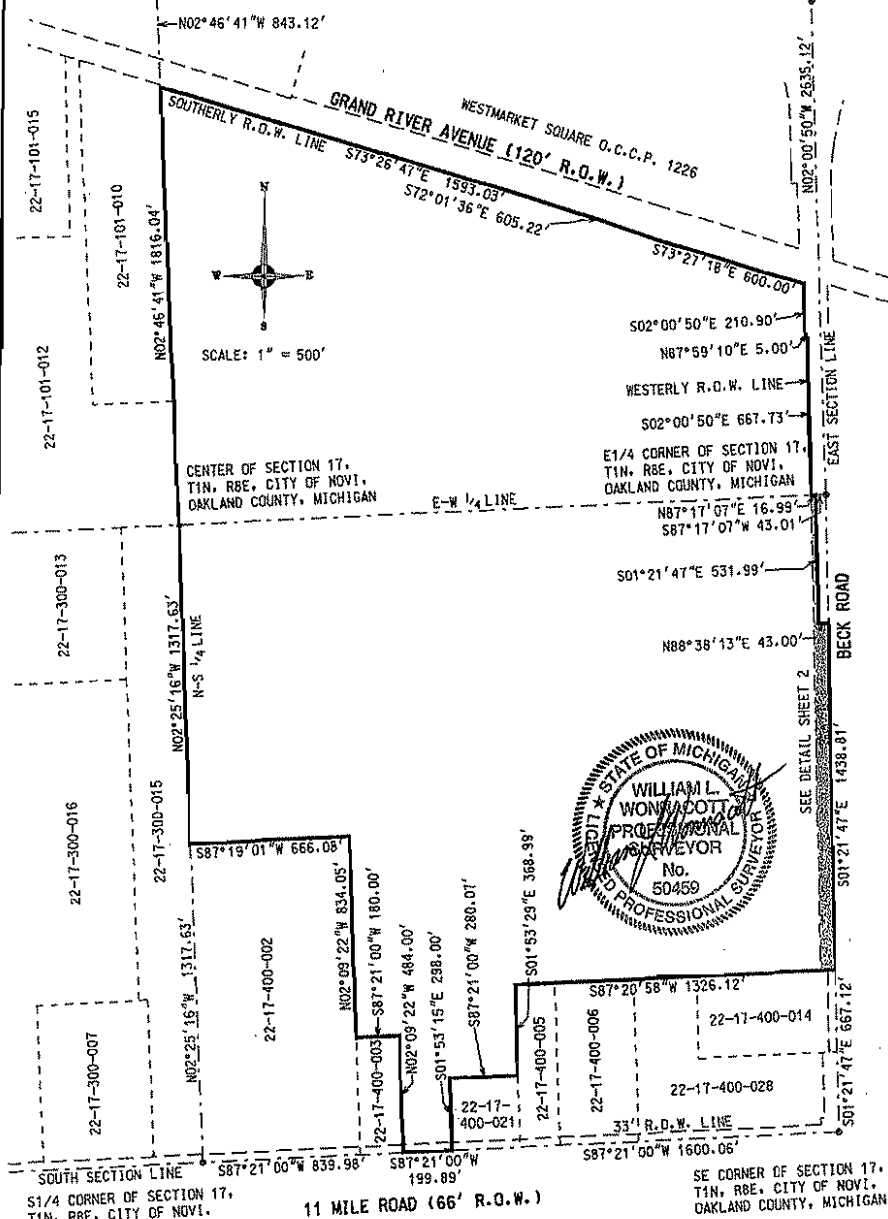 N02°46'41"W 843.12'
N02°00'50"W 2635.12'
WESTMARKET SQUARE O.C.C.P. 1226
GRAND RIVER AVENUE (120' R.O.W.)
SOUTHERLY R.O.W. LINE
S73°26'47"E 1593.03'
S72°01'36"E 605.22'
S73°27'18"E 600.00'
22-17-101-015
22-17-101-010
N02°46'41"W 1816.04'
22-17-101-012
N
W E
S
SCALE: 1" = 500'
S02°00'50"E 210.90'
N87°59'10"E 5.00'
WESTERLY R.O.W. LINE
S02°00'50"E 667.73'
EAST SECTION LINE
CENTER OF SECTION 17,
T1N, R8E, CITY OF NOVI,
OAKLAND COUNTY, MICHIGAN
E-W 1/4 LINE
E1/4 CORNER OF SECTION 17,
T1N, R8E, CITY OF NOVI,
OAKLAND COUNTY, MICHIGAN
N87°17'07"E 16.99'
S87°17'07"W 43.01'
S01°21'47"E 531.99'
N88°38'13"E 43.00'
BECK ROAD
SEE DETAIL SHEET 2
S01°21'47"E 1438.81'
22-17-300-013
N02°25'16"W 1317.63'
N-S 1/4 LINE
22-17-300-016
22-17-300-015
STATE OF MICHIGAN
WILLIAM L.
WONNACOTT
PROFESSIONAL
SURVEYOR
No.
50459
LICENSED PROFESSIONAL SURVEYOR
S87°19'01"W 666.08'
N02°09'22"W 834.05'
S87°21'00"W 180.00'
N02°09'22"W 484.00'
S01°53'15"E 298.00'
S87°21'00"W 280.07'
S01°53'29"E 368.99'
S87°20'58"W 1326.12'
N02°25'16"W 1317.63'
22-17-400-002
22-17-300-007
22-17-400-003
22-17-
400-021
22-17-400-005
22-17-400-006
22-17-400-014
22-17-400-028
S01°21'47"E 667.12'
33' R.O.W. LINE
SOUTH SECTION LINE
S87°21'00"W 839.98'
S87°21'00"W
199.89'
S87°21'00"W 1600.06'
S1/4 CORNER OF SECTION 17,
T1N, R8E, CITY OF NOVI,
11 MILE ROAD (66' R.O.W.)
SE CORNER OF SECTION 17,
T1N, R8E, CITY OF NOVI,
OAKLAND COUNTY, MICHIGAN